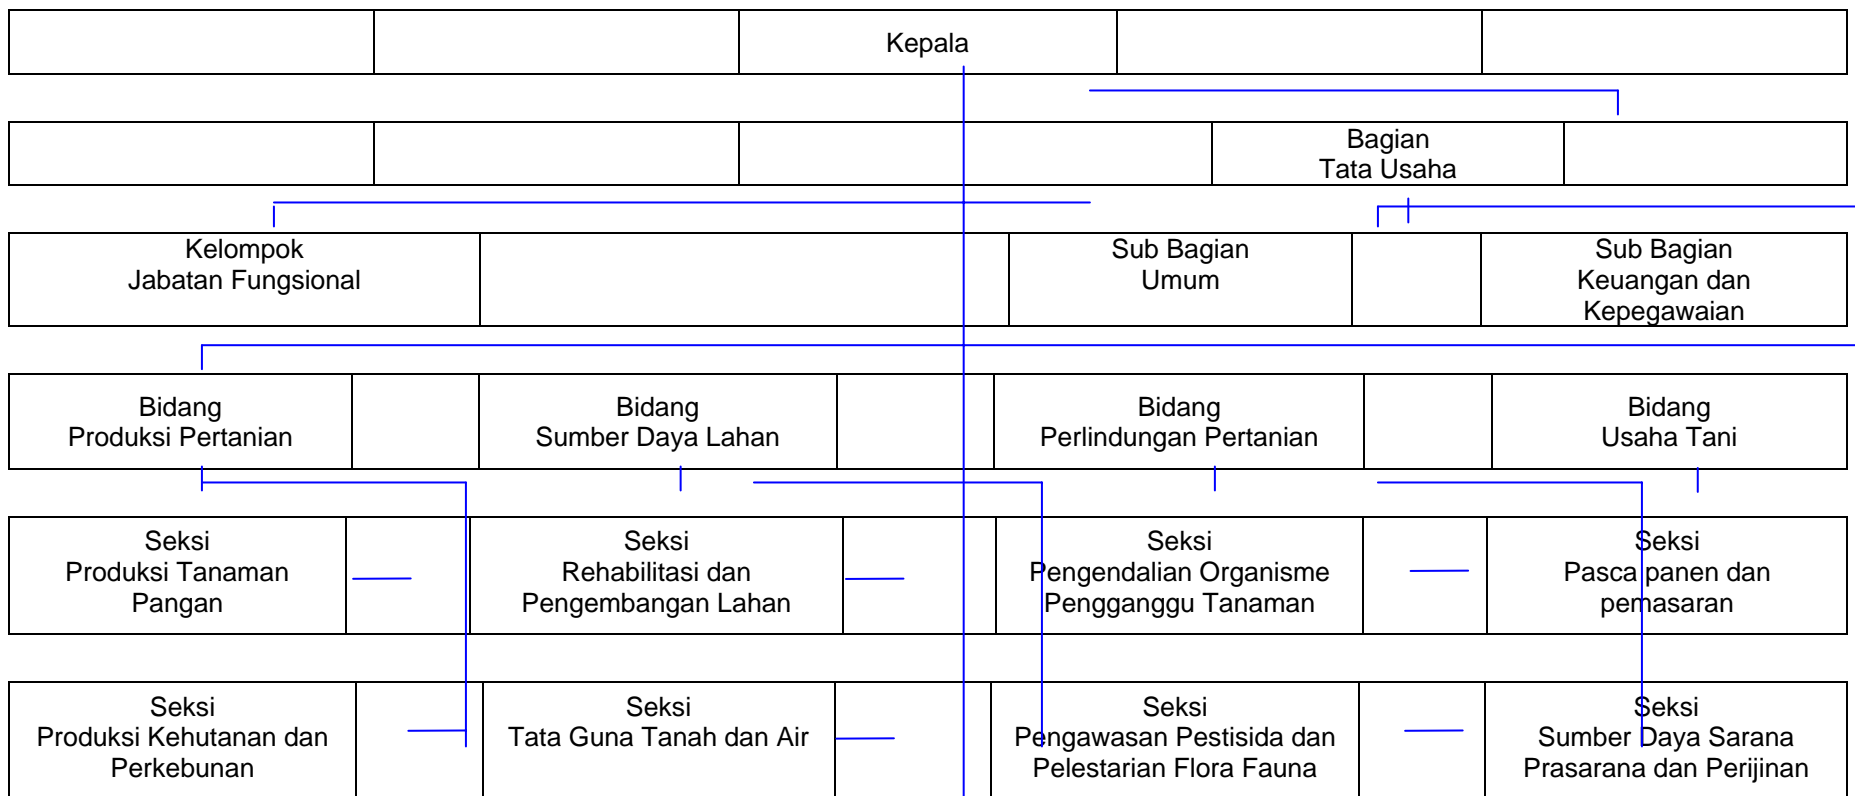 Kepala
Bagian
Tata Usaha
Kelompok
Jabatan Fungsional
Sub Bagian
Umum
Sub Bagian
Keuangan dan
Kepegawaian
Bidang
Produksi Pertanian
Bidang
Sumber Daya Lahan
Bidang
Perlindungan Pertanian
Bidang
Usaha Tani
Seksi
Produksi Tanaman
Pangan
Seksi
Rehabilitasi dan
Pengembangan Lahan
Seksi
Pengendalian Organisme
Pengganggu Tanaman
Seksi
Pasca panen dan
pemasaran
Seksi
Produksi Kehutanan dan
Perkebunan
Seksi
Tata Guna Tanah dan Air
Seksi
Pengawasan Pestisida dan
Pelestarian Flora Fauna
Seksi
Sumber Daya Sarana
Prasarana dan Perijinan